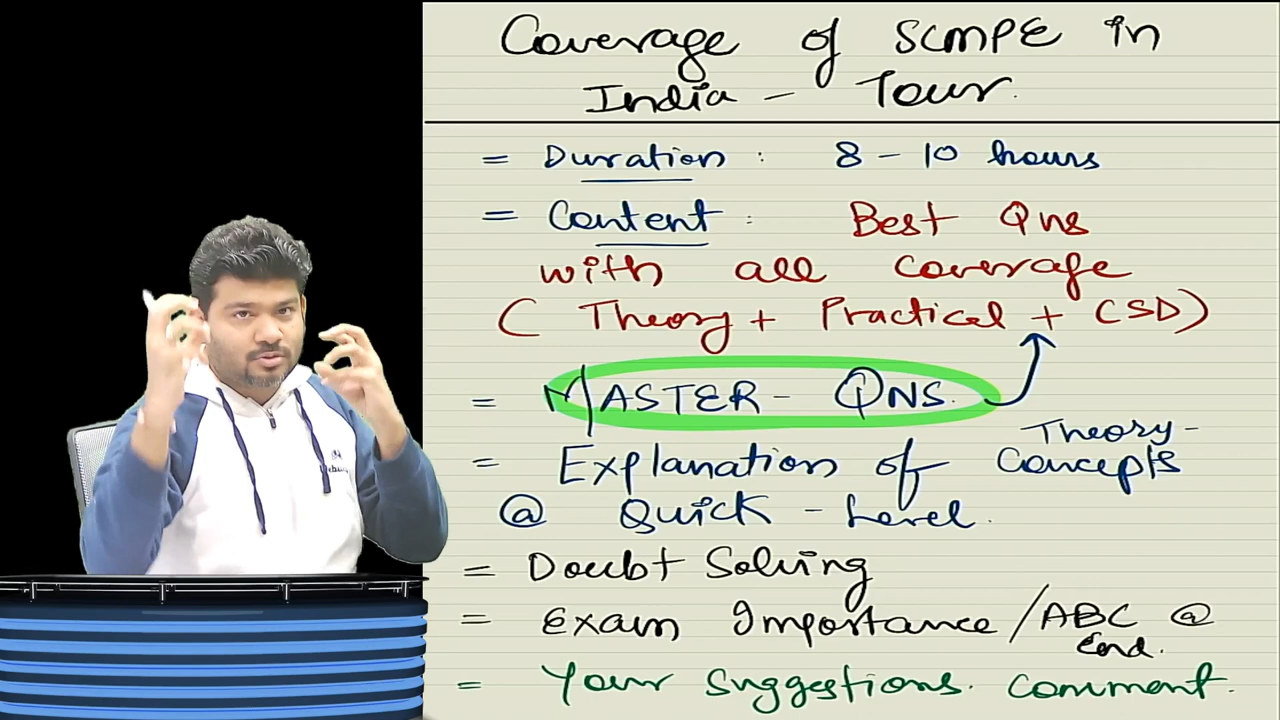 Coverage of SCMPE in
India - Tour.
= Duration : 8 - 10 hours
= Content : Best Qns
with all coverage
( Theory + Practical + CSD)
= MASTER - QNS.
= Explanation of Theory - Concepts
@ Quick - Level.
= Doubt Solving
= Exam Importance / ABC @ End.
= Your Suggestions. Comment.